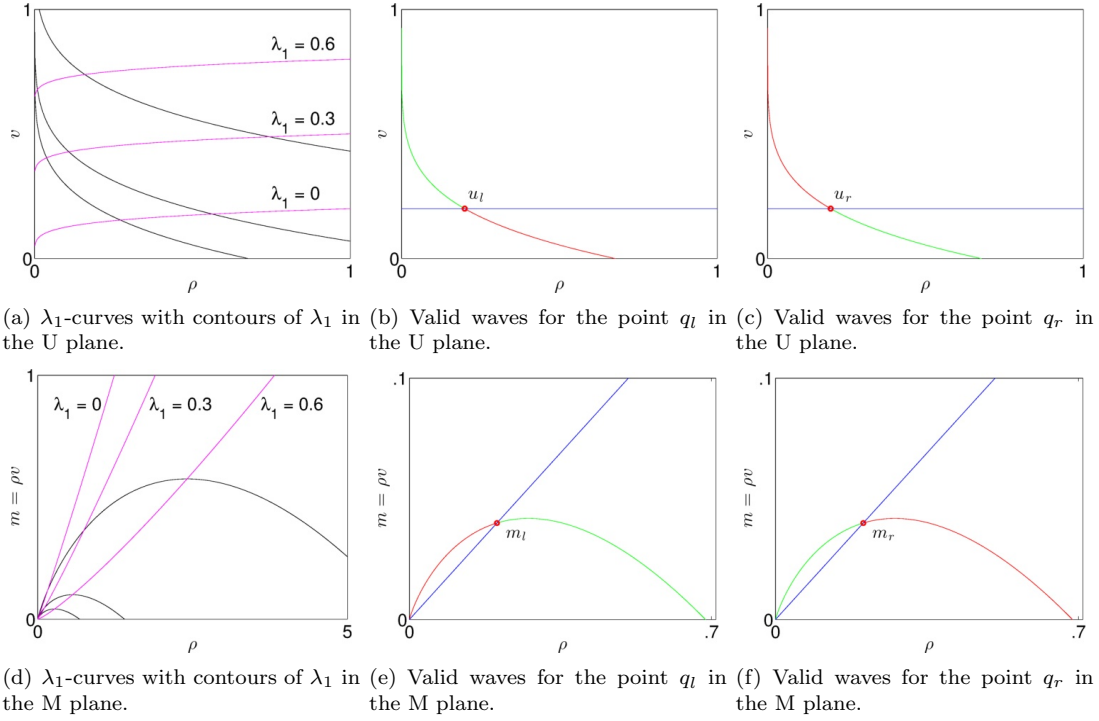 1
v
0
0
ρ
1
λ1 = 0.6
λ1 = 0.3
λ1 = 0
1
v
0
0
ρ
1
ul
1
v
0
0
ρ
1
ur
(a) λ1-curves with contours of λ1 in
the U plane.
(b) Valid waves for the point ql in
the U plane.
(c) Valid waves for the point qr in
the U plane.
1
m = ρv
0
0
ρ
5
λ1 = 0
λ1 = 0.3
λ1 = 0.6
.1
m = ρv
0
0
ρ
.7
ml
.1
m = ρv
0
0
ρ
.7
mr
(d) λ1-curves with contours of λ1 in
the M plane.
(e) Valid waves for the point ql in
the M plane.
(f) Valid waves for the point qr in
the M plane.